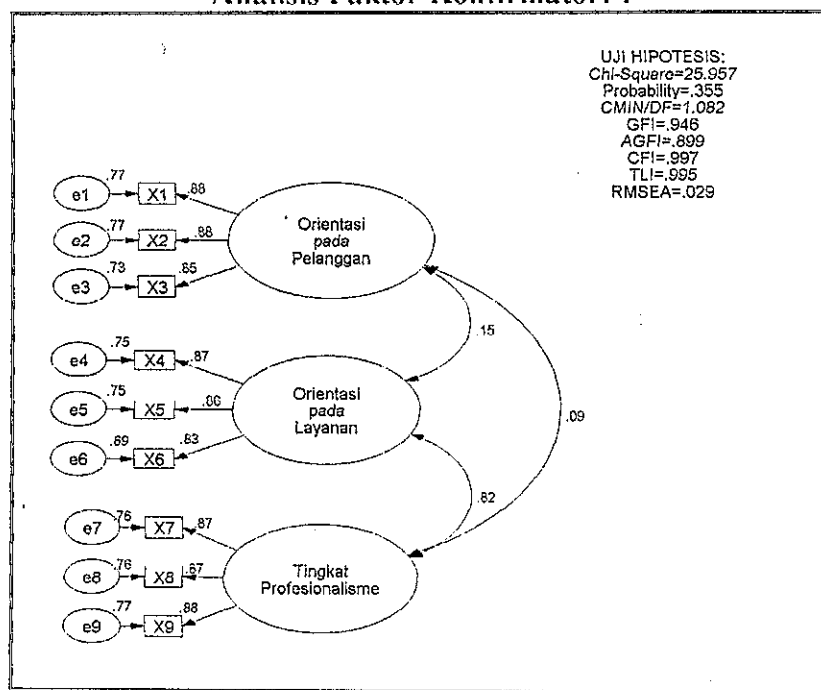 UJI HIPOTESIS:
Chi-Square=25.957
Probability=.355
CMIN/DF=1.082
GFI=.946
AGFI=.899
CFI=.997
TLI=.995
RMSEA=.029
e1 .77 X1 .88
e2 .77 X2 .88
e3 .73 X3 .85
Orientasi
pada
Pelanggan
.15
e4 .75 X4 .87
e5 .75 X5 .86
e6 .69 X6 .83
Orientasi
pada
Layanan
.09
.82
e7 .76 X7 .87
e8 .76 X8 .87
e9 .77 X9 .88
Tingkat
Profesionalisme